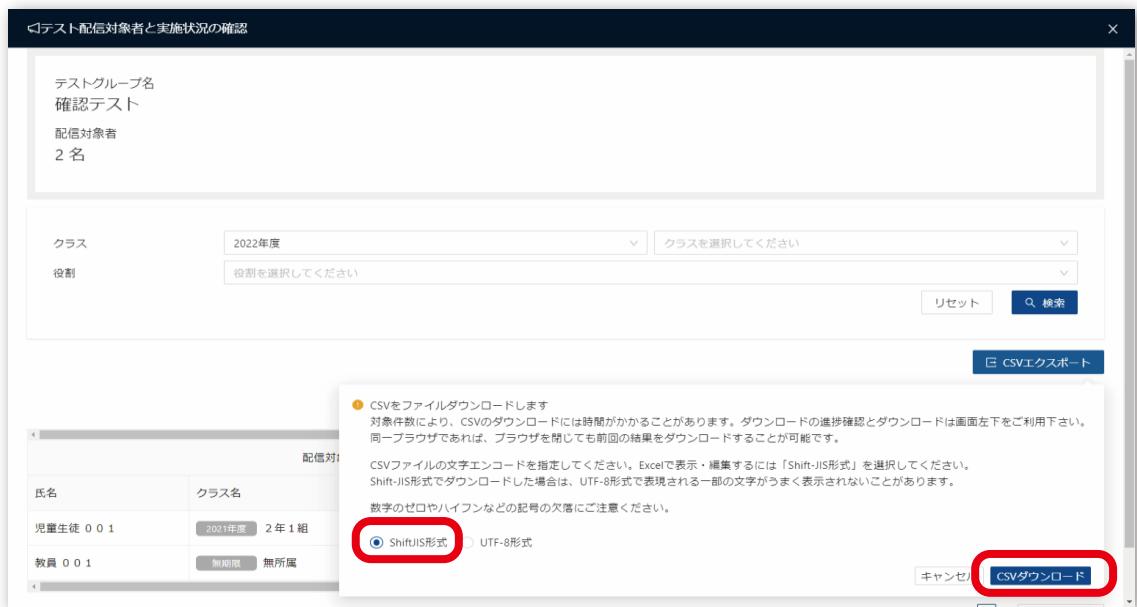 テスト配信対象者と実施状況の確認
テストグループ名
確認テスト
配信対象者
2 名
クラス
2022年度
クラスを選択してください
役割
役割を選択してください
リセット
検索
CSVエクスポート
CSVをファイルダウンロードします
対象件数により、CSVのダウンロードには時間がかかることがあります。ダウンロードの進捗確認とダウンロードは画面左下をご利用下さい。
同一ブラウザであれば、ブラウザを閉じても前回の結果をダウンロードすることが可能です。
CSVファイルの文字エンコードを指定してください。Excelで表示・編集するには「Shift-JIS形式」を選択してください。
Shift-JIS形式でダウンロードした場合は、UTF-8形式で表現される一部の文字がうまく表示されないことがあります。
数字のゼロやハイフンなどの記号の欠落にご注意ください。
ShiftJIS形式
UTF-8形式
キャンセル
CSVダウンロード
配信対
氏名
クラス名
児童生徒 ００１
2021年度
２年１組
教員 ００１
無期限
無所属